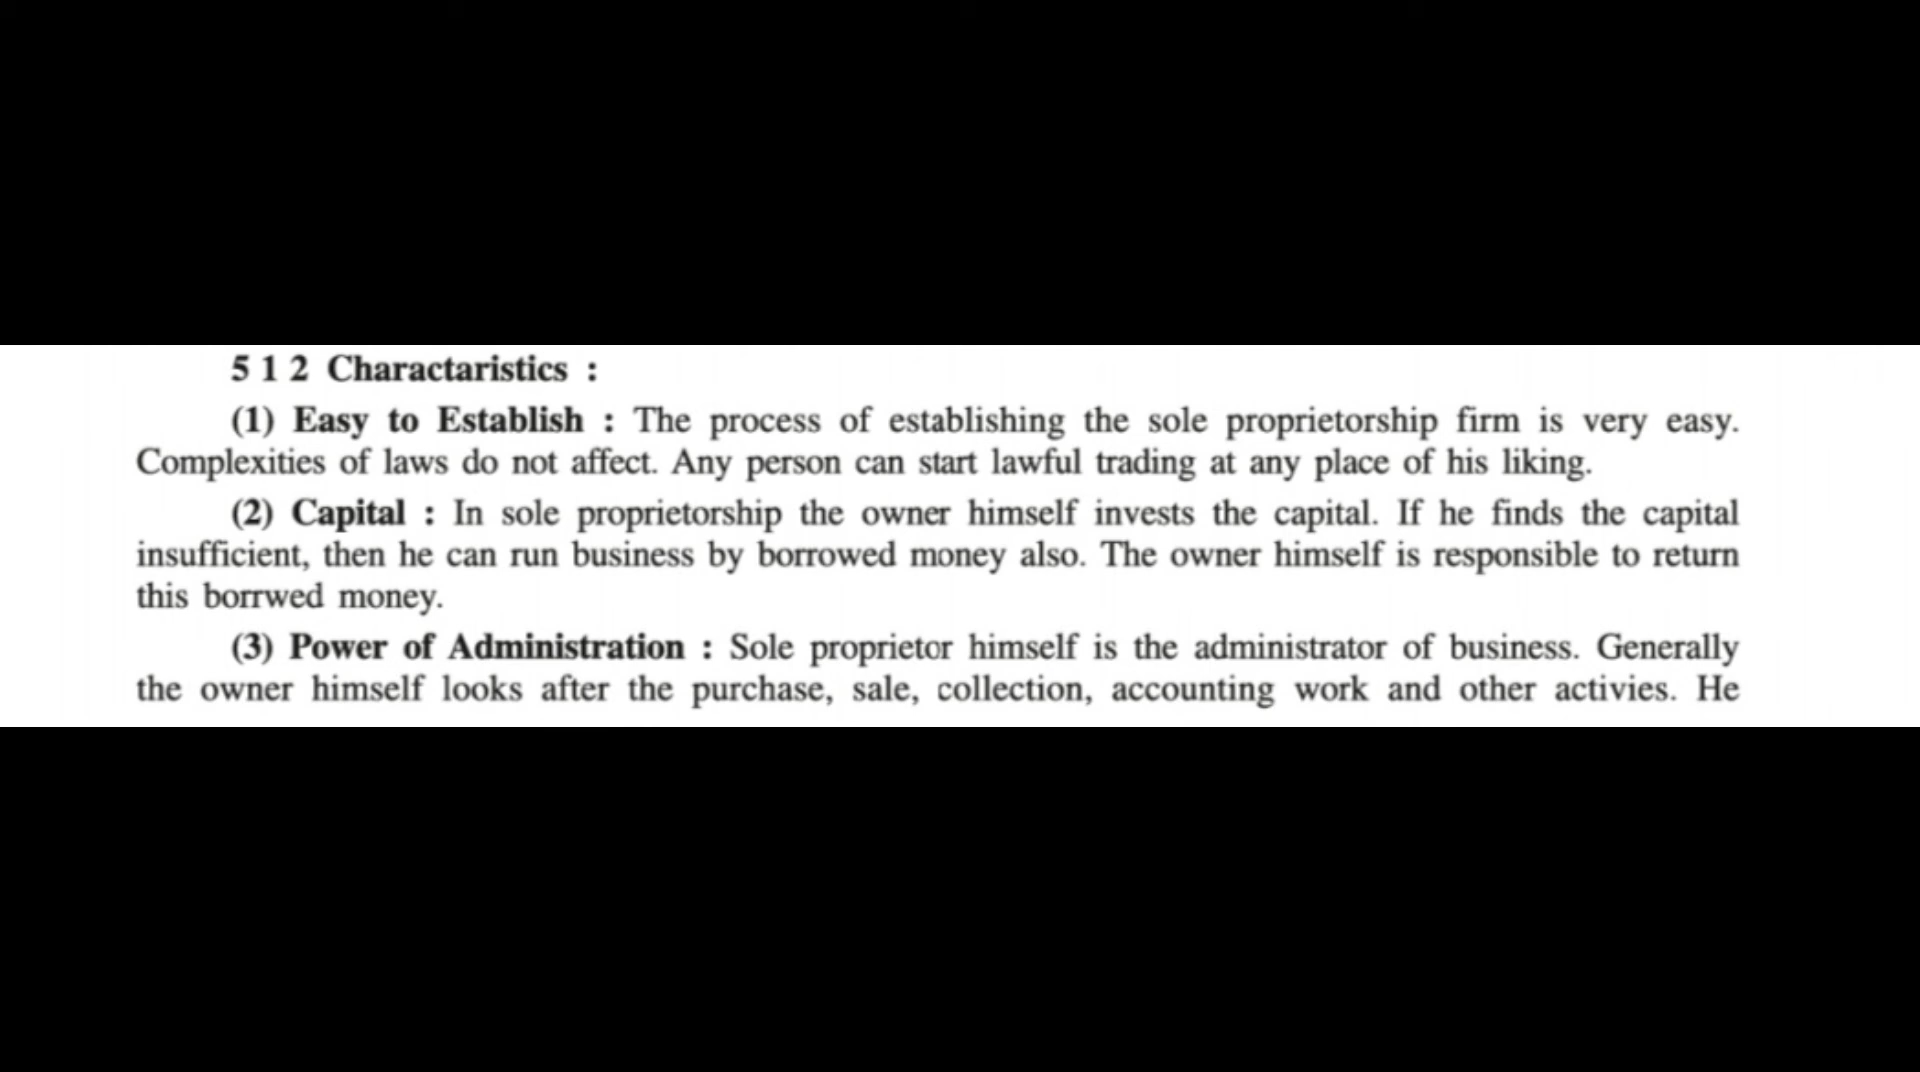 5 1 2 Charactaristics :
(1) Easy to Establish : The process of establishing the sole proprietorship firm is very easy.
Complexities of laws do not affect. Any person can start lawful trading at any place of his liking.
(2) Capital : In sole proprietorship the owner himself invests the capital. If he finds the capital
insufficient, then he can run business by borrowed money also. The owner himself is responsible to return
this borrwed money.
(3) Power of Administration : Sole proprietor himself is the administrator of business. Generally
the owner himself looks after the purchase, sale, collection, accounting work and other activies. He